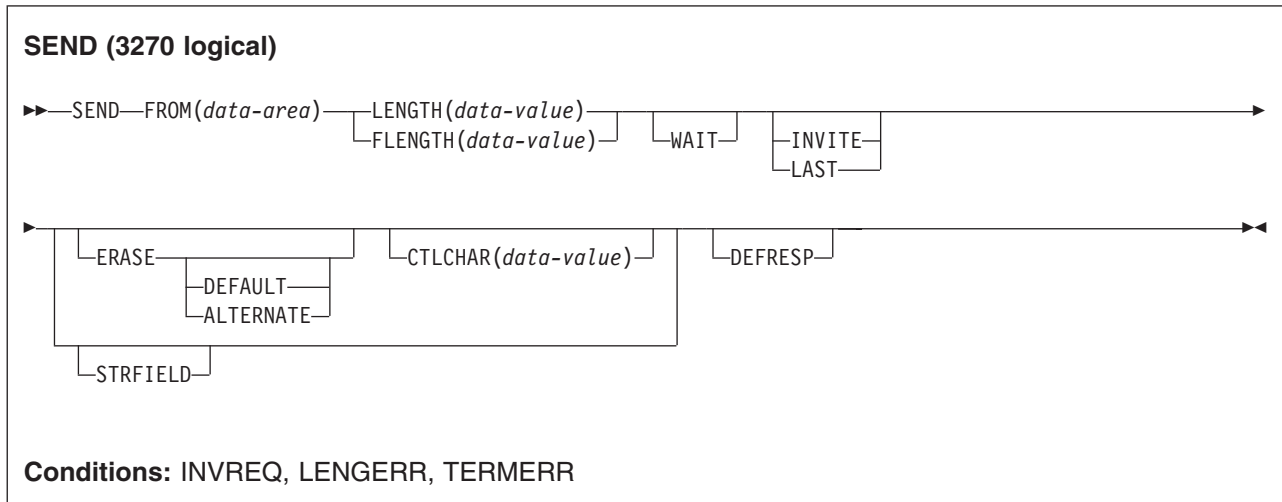 SEND (3270 logical)
SEND FROM(data-area) LENGTH(data-value)
FLENGTH(data-value) WAIT INVITE
LAST
ERASE CTLCHAR(data-value) DEFRESP
DEFAULT
ALTERNATE
STRFIELD
Conditions: INVREQ, LENGERR, TERMERR